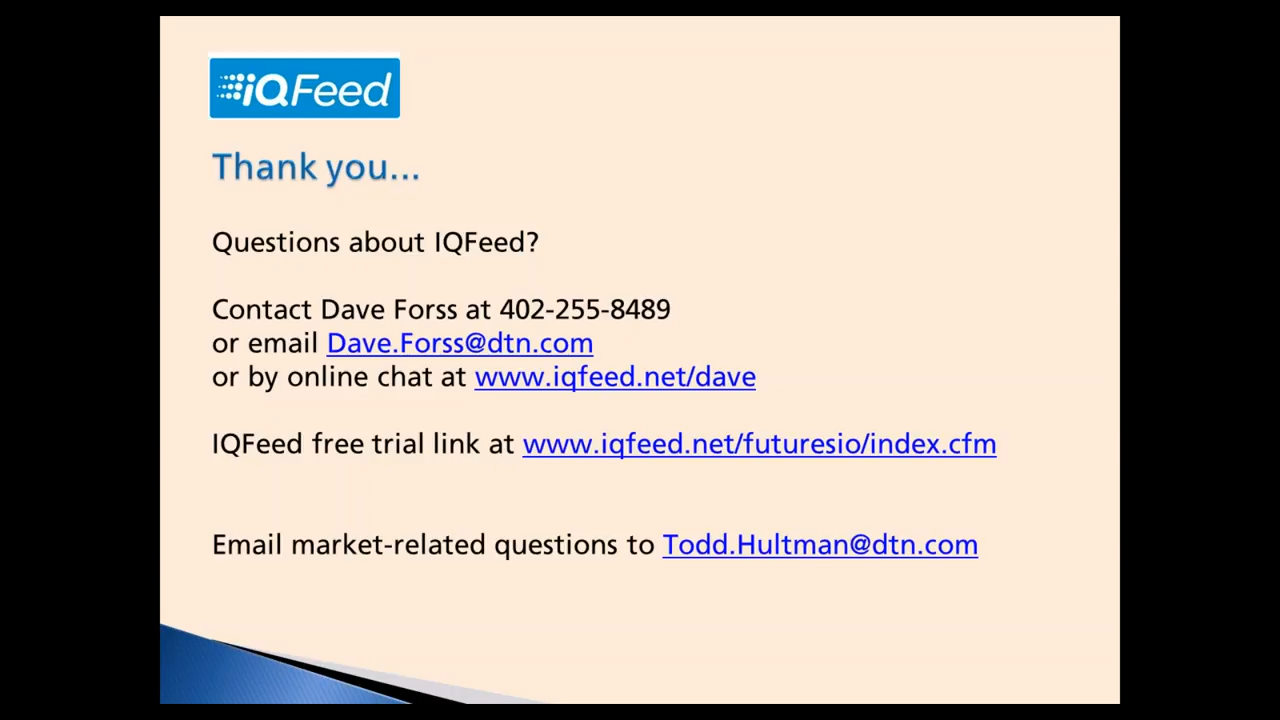 iQFeed
Thank you...
Questions about IQFeed?
Contact Dave Forss at 402-255-8489
or email Dave.Forss@dtn.com
or by online chat at www.iqfeed.net/dave
IQFeed free trial link at www.iqfeed.net/futuresio/index.cfm
Email market-related questions to Todd.Hultman@dtn.com